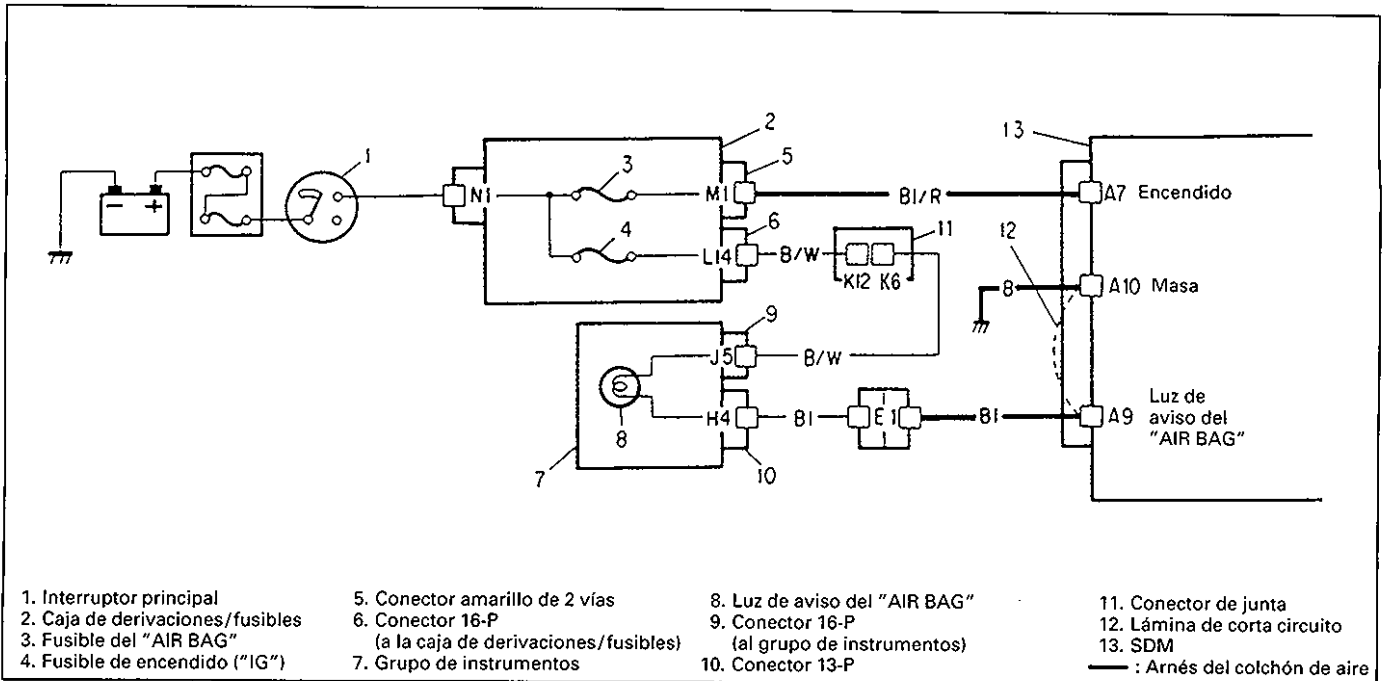 2
13
1
3
5
N1
M1
Bl/R
A7 Encendido
4
6
11
12
L14
B/W
K12 K6
B
A10 Masa
9
J5
B/W
Luz de
aviso del
"AIR BAG"
8
H4
Bl
E1
Bl
A9
7
10
− +
1. Interruptor principal
2. Caja de derivaciones/fusibles
3. Fusible del "AIR BAG"
4. Fusible de encendido ("IG")
5. Conector amarillo de 2 vías
6. Conector 16-P
(a la caja de derivaciones/fusibles)
7. Grupo de instrumentos
8. Luz de aviso del "AIR BAG"
9. Conector 16-P
(al grupo de instrumentos)
10. Conector 13-P
11. Conector de junta
12. Lámina de corta circuito
13. SDM
: Arnés del colchón de aire